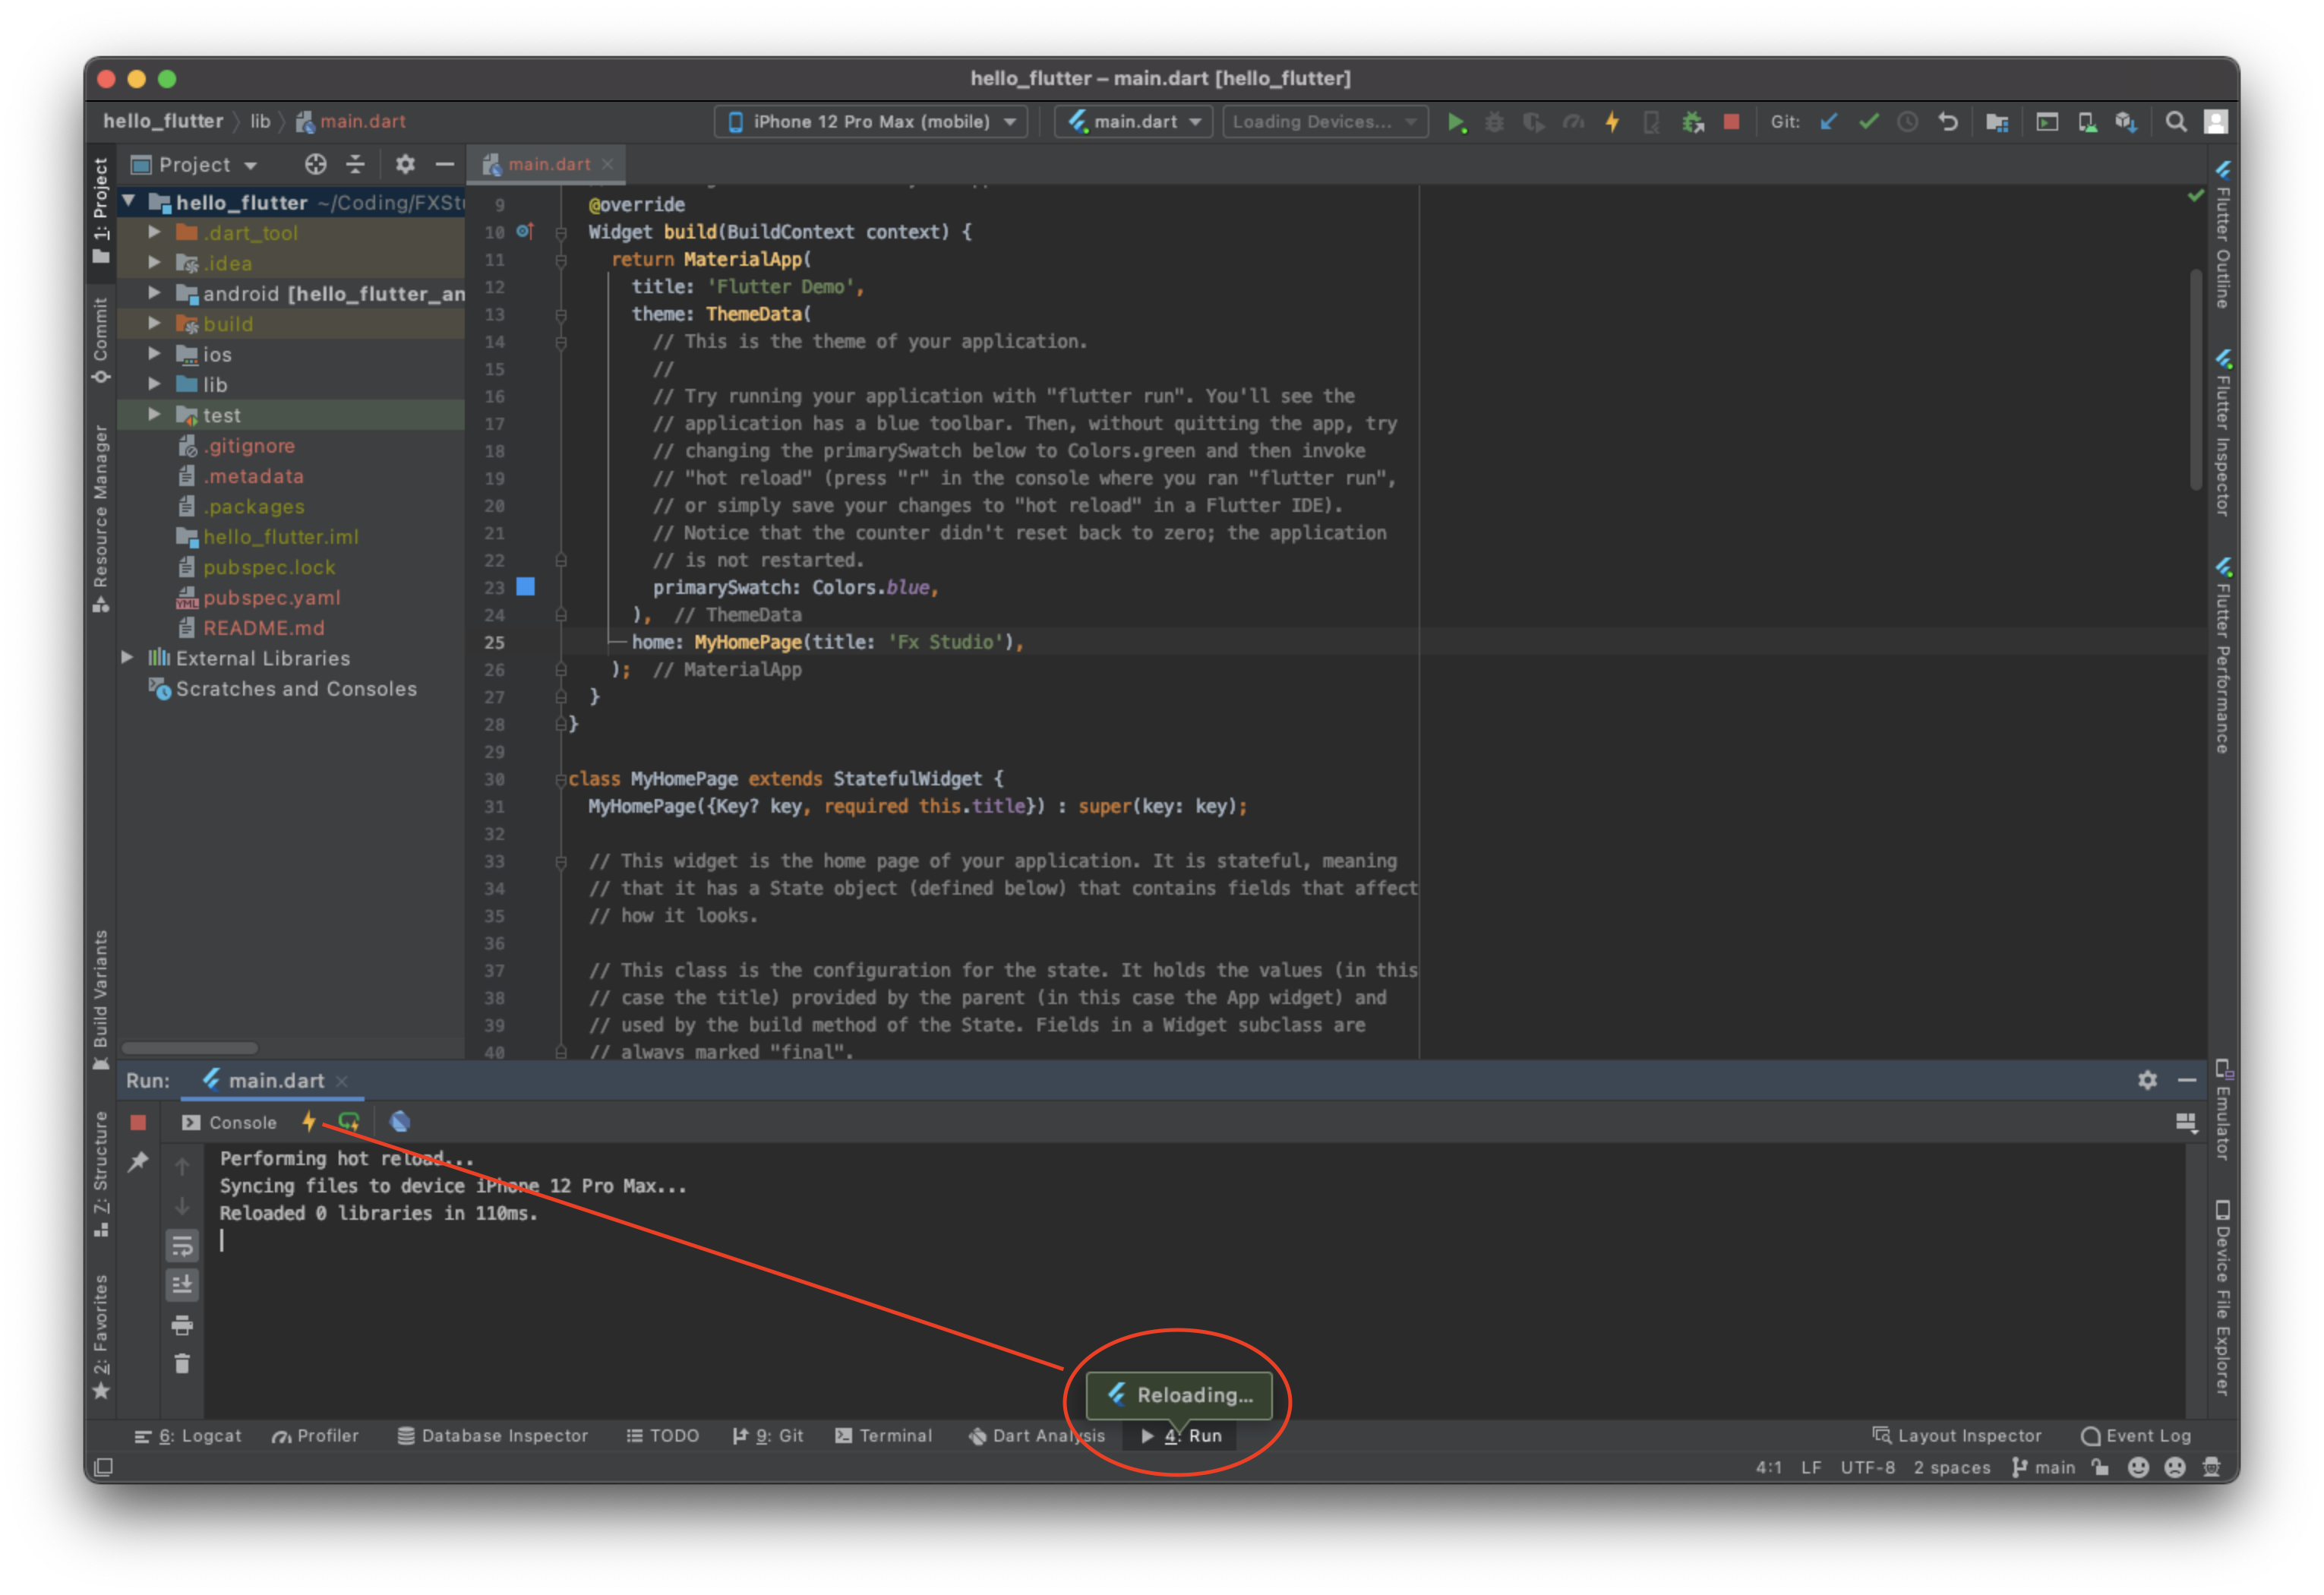 hello_flutter – main.dart [hello_flutter]
hello_flutter lib main.dart
iPhone 12 Pro Max (mobile)
main.dart
Loading Devices...
Git:
1: Project
Commit
Resource Manager
Build Variants
Z: Structure
2: Favorites
Project
hello_flutter ~/Coding/FXStu
.dart_tool
.idea
android [hello_flutter_an
build
ios
lib
test
.gitignore
.metadata
.packages
hello_flutter.iml
pubspec.lock
pubspec.yaml
README.md
External Libraries
Scratches and Consoles
main.dart
9 @override
10 Widget build(BuildContext context) {
11 return MaterialApp(
12 title: 'Flutter Demo',
13 theme: ThemeData(
14 // This is the theme of your application.
15 //
16 // Try running your application with "flutter run". You'll see the
17 // application has a blue toolbar. Then, without quitting the app, try
18 // changing the primarySwatch below to Colors.green and then invoke
19 // "hot reload" (press "r" in the console where you ran "flutter run",
20 // or simply save your changes to "hot reload" in a Flutter IDE).
21 // Notice that the counter didn't reset back to zero; the application
22 // is not restarted.
23 primarySwatch: Colors.blue,
24 ), // ThemeData
25 home: MyHomePage(title: 'Fx Studio'),
26 ); // MaterialApp
27 }
28 }
29
30 class MyHomePage extends StatefulWidget {
31 MyHomePage({Key? key, required this.title}) : super(key: key);
32
33 // This widget is the home page of your application. It is stateful, meaning
34 // that it has a State object (defined below) that contains fields that affect
35 // how it looks.
36
37 // This class is the configuration for the state. It holds the values (in this
38 // case the title) provided by the parent (in this case the App widget) and
39 // used by the build method of the State. Fields in a Widget subclass are
40 // always marked "final".
Flutter Outline
Flutter Inspector
Flutter Performance
Emulator
Device File Explorer
Run: main.dart
Console
Performing hot reload...
Syncing files to device iPhone 12 Pro Max...
Reloaded 0 libraries in 110ms.
Reloading...
6: Logcat Profiler Database Inspector TODO 9: Git Terminal Dart Analysis 4: Run Layout Inspector Event Log
4:1 LF UTF-8 2 spaces main